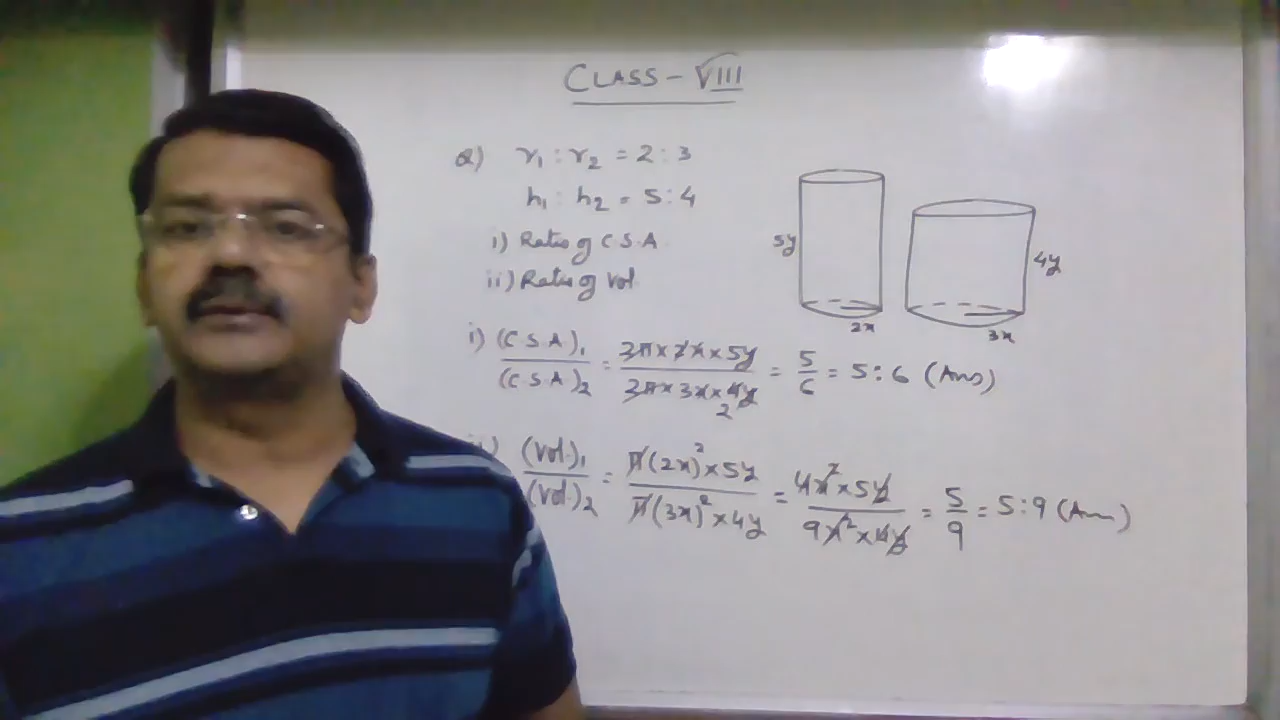 CLASS - VIII
Q) r₁ : r₂ = 2 : 3
h₁ : h₂ = 5 : 4
i) Ratio of C.S.A
ii) Ratio of Vol.
5y
4y
2x
3x
i) (C.S.A)₁ / (C.S.A)₂ = 2π × 2x × 5y / 2π × 3x × 4y 2 = 5/6 = 5 : 6 (Ans)
(Vol.)₁ / (Vol.)₂ = π(2x)² × 5y / π(3x)² × 4y = 4x² × 5y / 9x² × 4y = 5/9 = 5 : 9 (Ans)